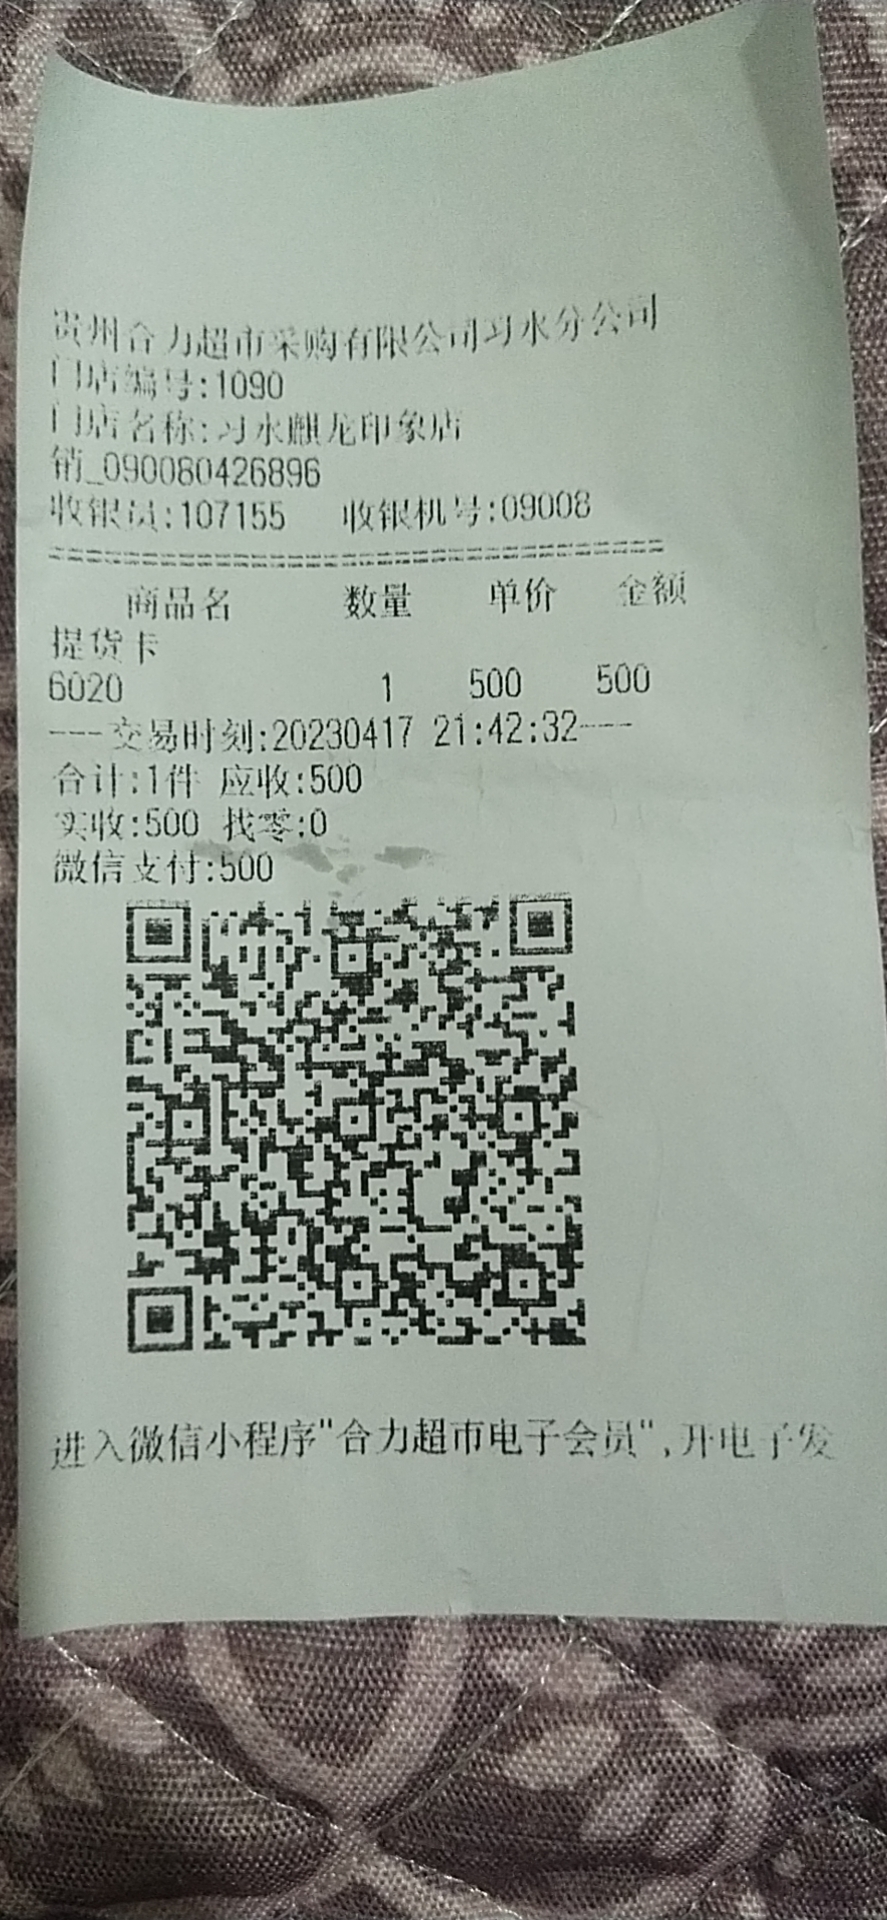 贵州合力超市采购有限公司习水分公司
门店编号:1090
门店名称:习水麒龙印象店
销_090080426896
收银员:107155 收银机号:09008
商品名 数量 单价 金额
提货卡
6020 1 500 500
---交易时刻:20230417 21:42:32---
合计:1件 应收:500
实收:500 找零:0
微信支付:500
进入微信小程序"合力超市电子会员",开电子发